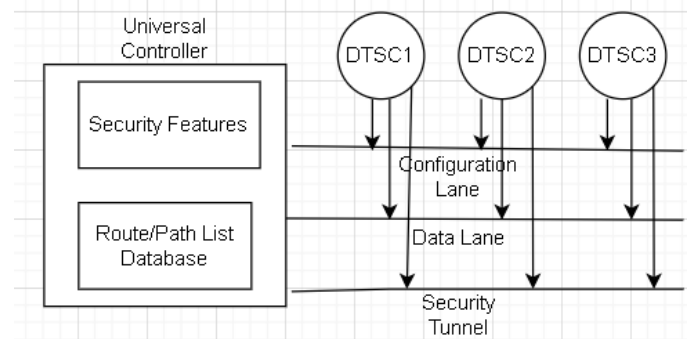 Universal
Controller
DTSC1
DTSC2
DTSC3
Security Features
Configuration
Lane
Route/Path List
Database
Data Lane
Security
Tunnel